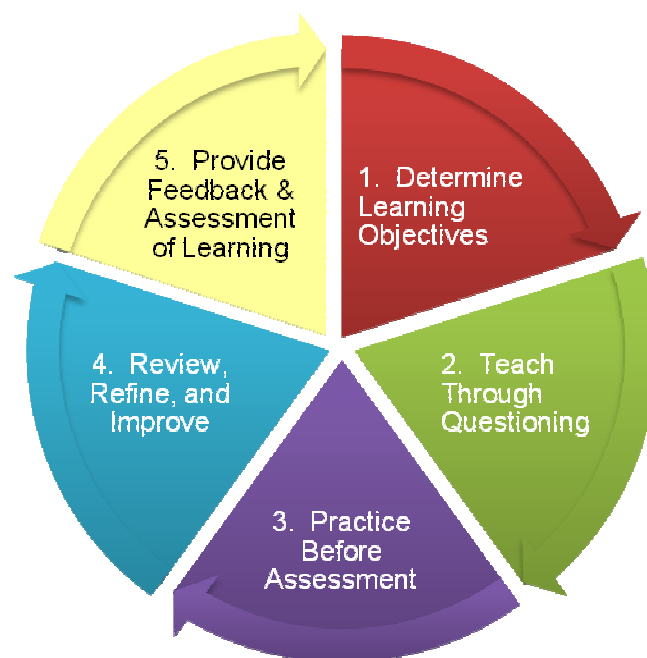 1. Determine
Learning
Objectives
2. Teach
Through
Questioning
3. Practice
Before
Assessment
4. Review,
Refine, and
Improve
5. Provide
Feedback &
Assessment
of Learning